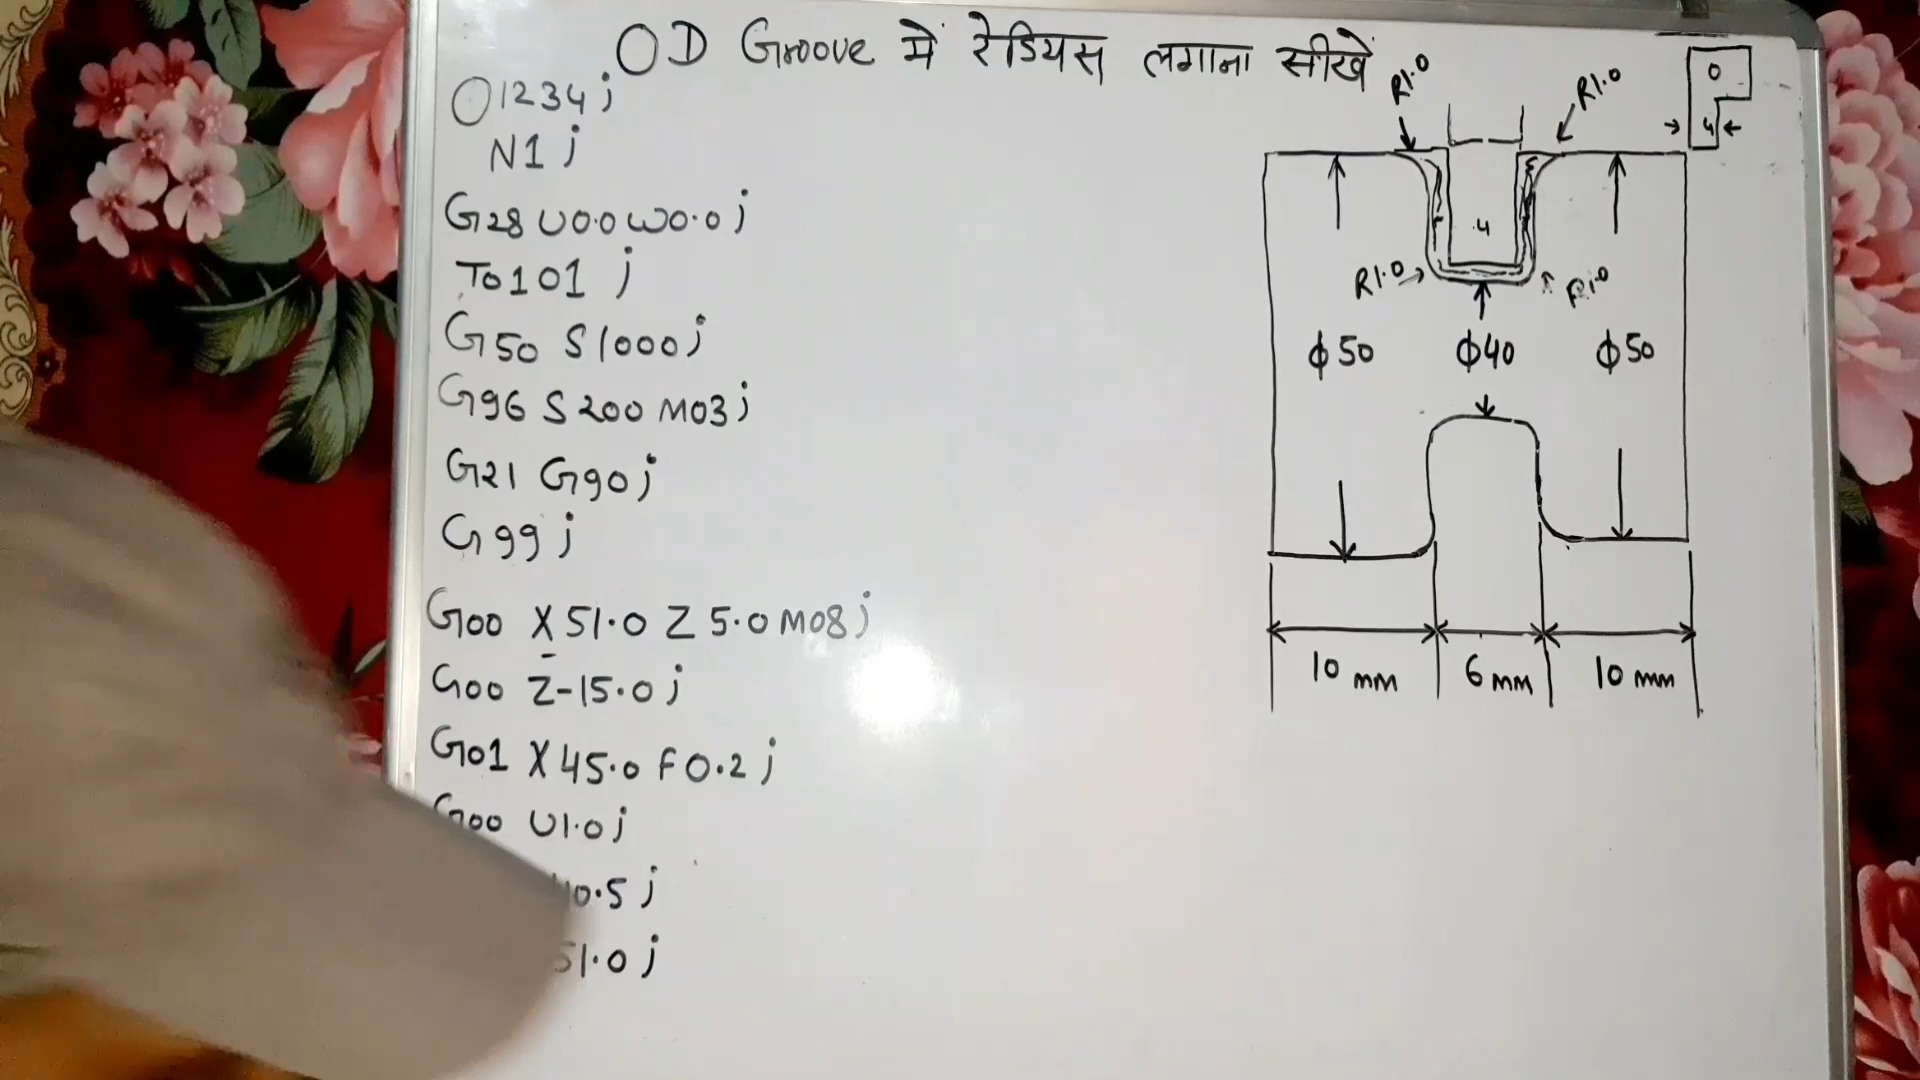 OD Groove में रेडियस लगाना सीखें
O1234;
N1;
G28 U0.0 W0.0;
T0101;
G50 S1000;
G96 S200 M03;
G21 G90;
G99;
G00 X51.0 Z5.0 M08;
G00 Z-15.0;
G01 X45.0 F0.2;
G00 U1.0;
0.5;
51.0;
R1.0
R1.0
0
4
4
R1.0
R1.0
ϕ50
ϕ40
ϕ50
10 mm
6 mm
10 mm